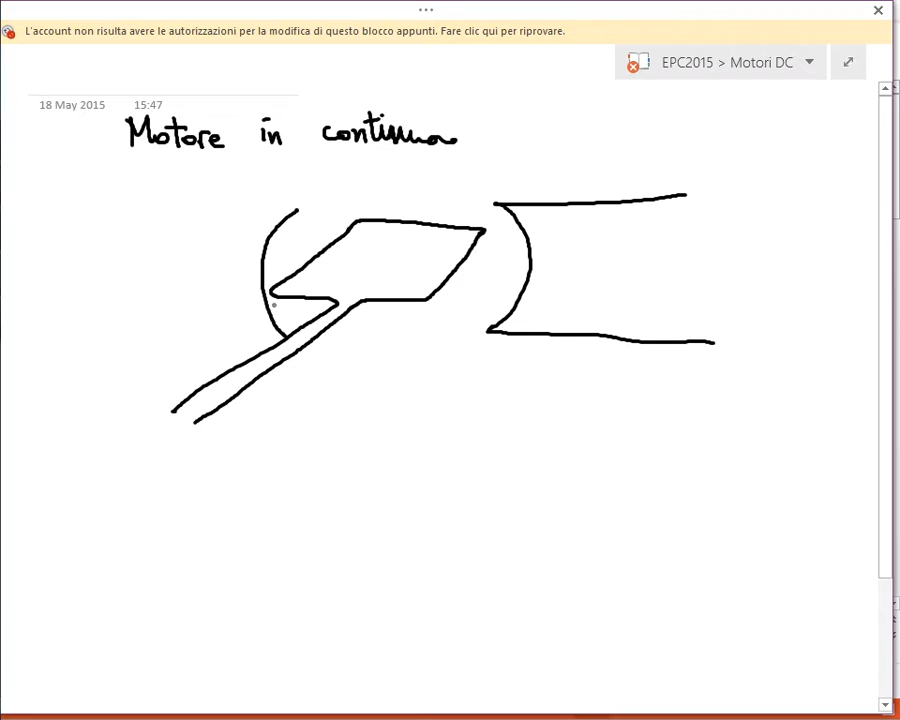 L'account non risulta avere le autorizzazioni per la modifica di questo blocco appunti. Fare clic qui per riprovare.
EPC2015 > Motori DC
18 May 2015 15:47
Motore in continua